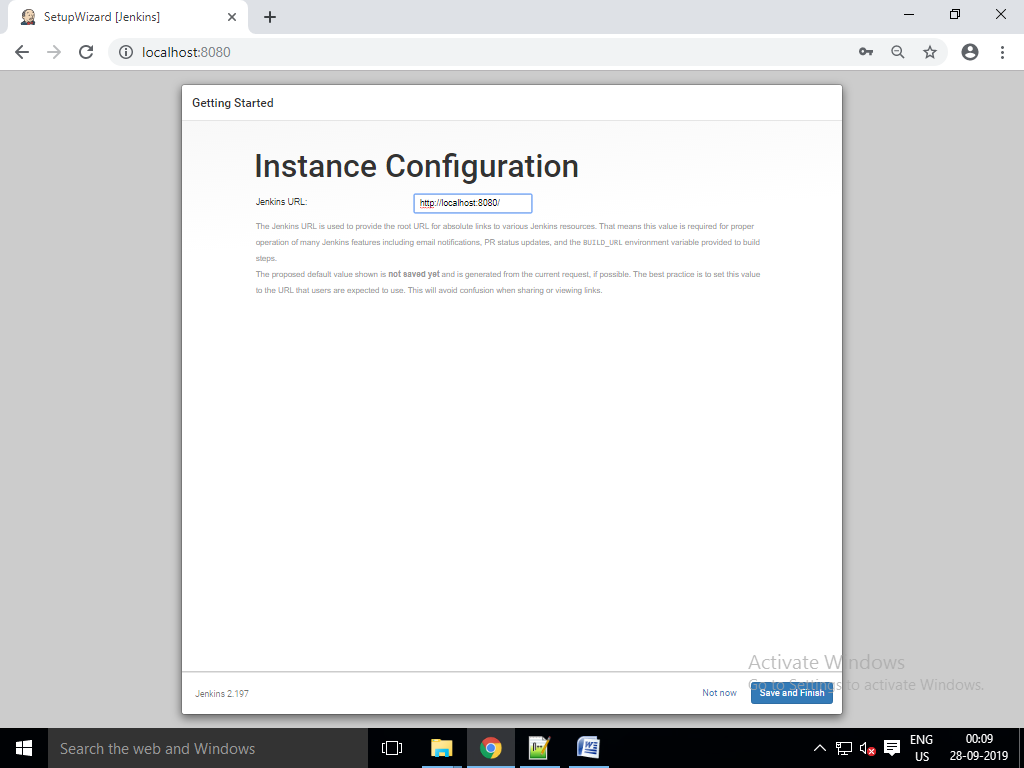 SetupWizard [Jenkins]
localhost:8080
Getting Started
Instance Configuration
Jenkins URL: http://localhost:8080/
The Jenkins URL is used to provide the root URL for absolute links to various Jenkins resources. That means this value is required for proper
operation of many Jenkins features including email notifications, PR status updates, and the BUILD_URL environment variable provided to build
steps.
The proposed default value shown is not saved yet and is generated from the current request, if possible. The best practice is to set this value
to the URL that users are expected to use. This will avoid confusion when sharing or viewing links.
Activate Windows
Go to Settings to activate Windows.
Jenkins 2.197 Not now Save and Finish
Search the web and Windows
ENG 00:09
US 28-09-2019